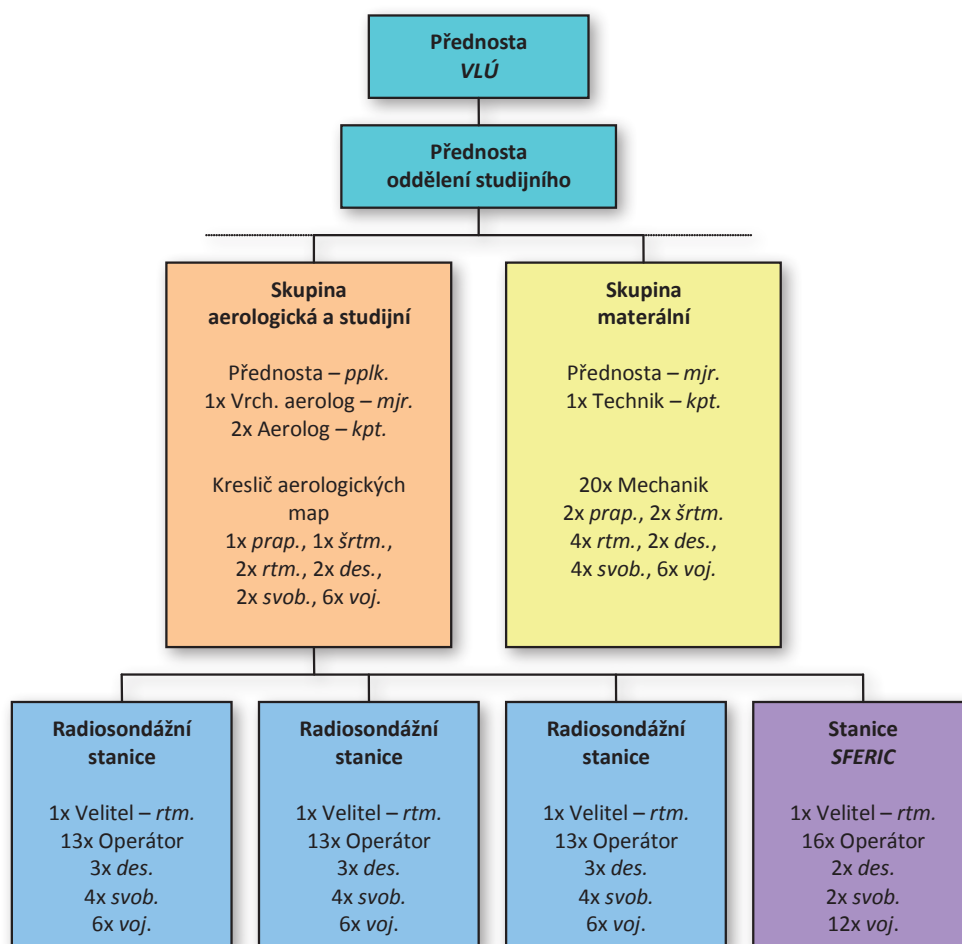 Přednosta
VLÚ
Přednosta
oddělení studijního
Skupina
aerologická a studijní
Přednosta – pplk.
1x Vrch. aerolog – mjr.
2x Aerolog – kpt.
Kreslič aerologických
map
1x prap., 1x šrtm.,
2x rtm., 2x des.,
2x svob., 6x voj.
Skupina
materální
Přednosta – mjr.
1x Technik – kpt.
20x Mechanik
2x prap., 2x šrtm.
4x rtm., 2x des.,
4x svob., 6x voj.
Radiosondážní
stanice
1x Velitel – rtm.
13x Operátor
3x des.
4x svob.
6x voj.
Radiosondážní
stanice
1x Velitel – rtm.
13x Operátor
3x des.
4x svob.
6x voj.
Radiosondážní
stanice
1x Velitel – rtm.
13x Operátor
3x des.
4x svob.
6x voj.
Stanice
SFERIC
1x Velitel – rtm.
16x Operátor
2x des.
2x svob.
12x voj.